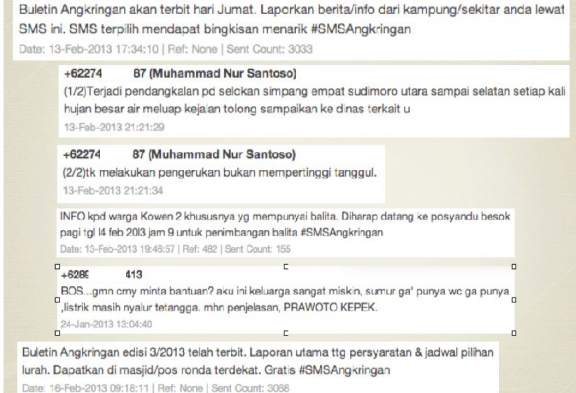 Buletin Angkringan akan terbit hari Jumat. Laporkan berita/info dari kampung/sekitar anda lewat
SMS ini. SMS terpilih mendapat bingkisan menarik #SMSAngkringan
Date: 13-Feb-2013 17:34:10 | Ref: None | Sent Count: 3033
+62274 87 (Muhammad Nur Santoso)
(1/2)Terjadi pendangkalan pd selokan simpang empat sudimoro utara sampai selatan setiap kali
hujan besar air meluap kejalan tolong sampaikan ke dinas terkait u
13-Feb-2013 21:21:29
+62274 87 (Muhammad Nur Santoso)
(2/2)tk melakukan pengerukan bukan mempertinggi tanggul.
13-Feb-2013 21:21:34
INFO kpd warga Kowen 2 khususnya yg mempunyai balita. Diharap datang ke posyandu besok
pagi tgl l4 feb 20l3 jam 9 untuk penimbangan balita #SMSAngkringan
Date: 13-Feb-2013 19:46:57 | Ref: 482 | Sent Count: 155
+628 413
BOS...gmn crny minta bantuan? aku ini keluarga sangat miskin, sumur ga' punya wc ga punya
,listrik masih nyalur tetangga. mhn penjelasan, PRAWOTO KEPEK.
24-Jan-2013 13:04:40
Buletin Angkringan edisi 3/2013 telah terbit. Laporan utama ttg persyaratan & jadwal pilihan
lurah. Dapatkan di masjid/pos ronda terdekat. Gratis #SMSAngkringan
Date: 16-Feb-2013 09:18:11 | Ref: None | Sent Count: 3068